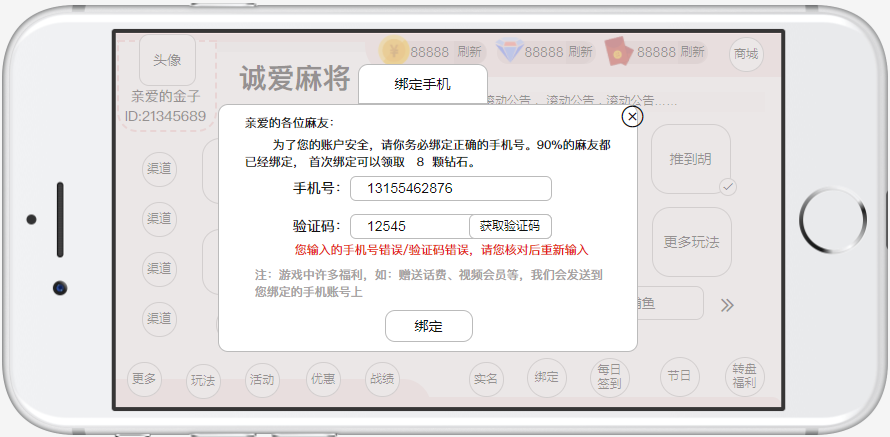 头像
¥ 88888 刷新
88888 刷新
88888 刷新
商城
亲爱的金子
ID:21345689
诚爱麻将
绑定手机
滚动公告 ，滚动公告 ，滚动公告……
亲爱的各位麻友：
为了您的账户安全，请你务必绑定正确的手机号。90%的麻友都
已经绑定， 首次绑定可以领取 8 颗钻石。
手机号： 13155462876
验证码： 12545 获取验证码
您输入的手机号错误/验证码错误，请您核对后重新输入
注：游戏中许多福利，如：赠送话费、视频会员等，我们会发送到
您绑定的手机账号上
绑定
渠道
渠道
渠道
渠道
推到胡
更多玩法
鱼
更多
玩法
活动
优惠
战绩
实名
绑定
每日
签到
节日
转盘
福利